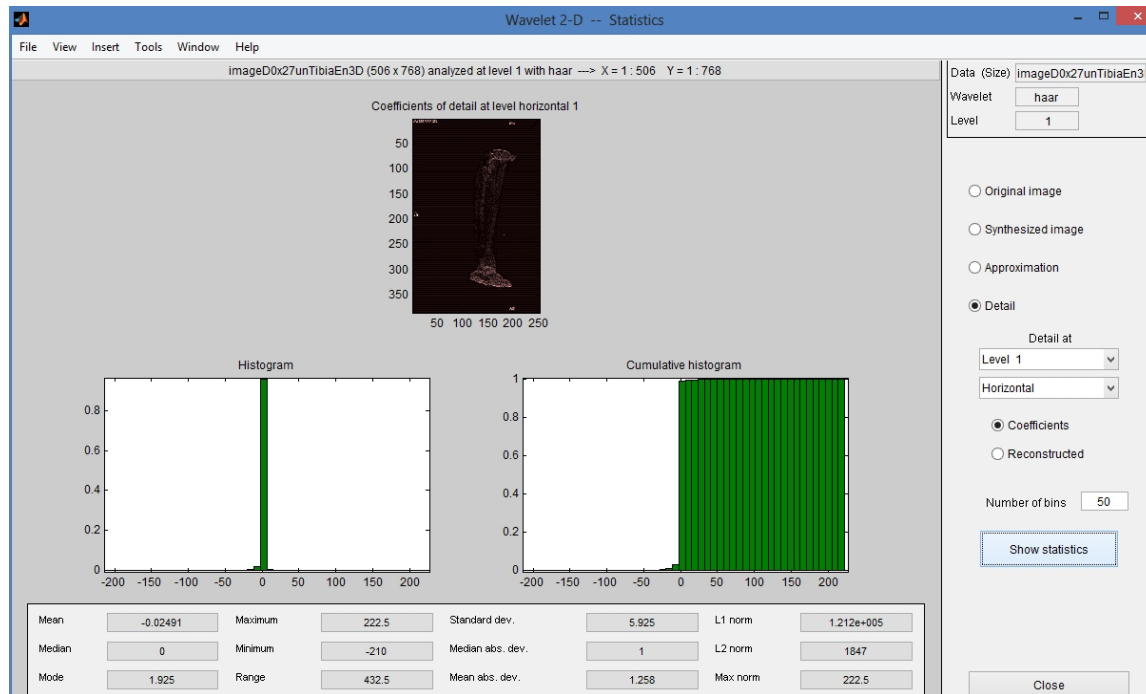 Wavelet 2-D -- Statistics
File View Insert Tools Window Help
imageD0x27unTibiaEn3D (506 x 768) analyzed at level 1 with haar ---> X = 1 : 506 Y = 1 : 768
Data (Size) imageD0x27unTibiaEn3
Wavelet haar
Level 1
Coefficients of detail at level horizontal 1
50
100
150
200
250
300
350
50 100 150 200 250
Original image
Synthesized image
Approximation
Detail
Detail at
Level 1
Horizontal
Coefficients
Reconstructed
Number of bins 50
Show statistics
Histogram
0.8
0.6
0.4
0.2
0
-200 -150 -100 -50 0 50 100 150 200
Cumulative histogram
1
0.8
0.6
0.4
0.2
0
-200 -150 -100 -50 0 50 100 150 200
Mean -0.02491 Maximum 222.5 Standard dev. 5.925 L1 norm 1.212e+005
Median 0 Minimum -210 Median abs. dev. 1 L2 norm 1847
Mode 1.925 Range 432.5 Mean abs. dev. 1.258 Max norm 222.5
Close